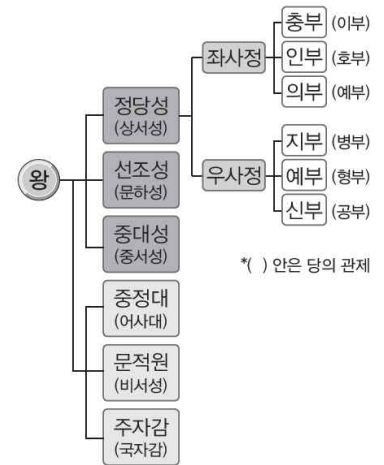 왕
정당성
(상서성)
선조성
(문하성)
중대성
(중서성)
중정대
(어사대)
문적원
(비서성)
주자감
(국자감)
좌사정
우사정
충부 (이부)
인부 (호부)
의부 (예부)
지부 (병부)
예부 (형부)
신부 (공부)
*( ) 안은 당의 관제